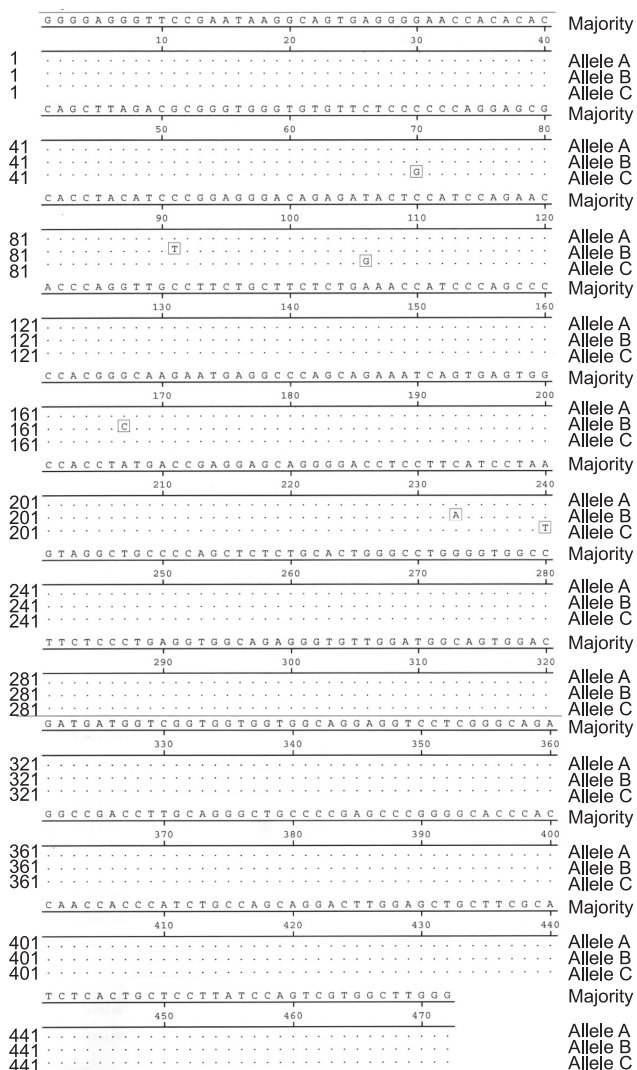 G G G G A G G G T T C C G A A T A A G G C A G T G A G G G G A A C C A C A C A C Majority
10 20 30 40
1 . . . . . . . . . . . . . . . . . . . . . . . . . . . . . . . . . . . . . . . . Allele A
1 . . . . . . . . . . . . . . . . . . . . . . . . . . . . . . . . . . . . . . . . Allele B
1 . . . . . . . . . . . . . . . . . . . . . . . . . . . . . . . . . . . . . . . . Allele C
C A G C T T A G A C G C G G G T G G G T G T G T T C T C C C C C C A G G A G C G Majority
50 60 70 80
41 . . . . . . . . . . . . . . . . . . . . . . . . . . . . . . . . . . . . . . . . Allele A
41 . . . . . . . . . . . . . . . . . . . . . . . . . . . . . . . . . . . . . . . . Allele B
41 . . . . . . . . . . . . . . . . . . . . . . . . . . . . . G . . . . . . . . . . Allele C
C A C C T A C A T C C C G G A G G G A C A G A G A T A C T C C A T C C A G A A C Majority
90 100 110 120
81 . . . . . . . . . . . . . . . . . . . . . . . . . . . . . . . . . . . . . . . . Allele A
81 . . . . . . . . . . T . . . . . . . . . . . . . . . . . . . . . . . . . . . . . Allele B
81 . . . . . . . . . . . . . . . . . . . . . . . . . G . . . . . . . . . . . . . . Allele C
A C C C A G G T T G C C T T C T G C T T C T C T G A A A C C A T C C C A G C C C Majority
130 140 150 160
121 . . . . . . . . . . . . . . . . . . . . . . . . . . . . . . . . . . . . . . . . Allele A
121 . . . . . . . . . . . . . . . . . . . . . . . . . . . . . . . . . . . . . . . . Allele B
121 . . . . . . . . . . . . . . . . . . . . . . . . . . . . . . . . . . . . . . . . Allele C
C C A C G G G C A A G A A T G A G G C C C A G C A G A A A T C A G T G A G T G G Majority
170 180 190 200
161 . . . . . . . . . . . . . . . . . . . . . . . . . . . . . . . . . . . . . . . . Allele A
161 . . . . . . C . . . . . . . . . . . . . . . . . . . . . . . . . . . . . . . . . Allele B
161 . . . . . . . . . . . . . . . . . . . . . . . . . . . . . . . . . . . . . . . . Allele C
C C A C C T A T G A C C G A G G A G C A G G G G A C C T C C T T C A T C C T A A Majority
210 220 230 240
201 . . . . . . . . . . . . . . . . . . . . . . . . . . . . . . . . . . . . . . . . Allele A
201 . . . . . . . . . . . . . . . . . . . . . . . . . . . . . . . . A . . . . . . . Allele B
201 . . . . . . . . . . . . . . . . . . . . . . . . . . . . . . . . . . . . . . . T Allele C
G T A G G C T G C C C C A G C T C T C T G C A C T G G G C C T G G G G T G G C C Majority
250 260 270 280
241 . . . . . . . . . . . . . . . . . . . . . . . . . . . . . . . . . . . . . . . . Allele A
241 . . . . . . . . . . . . . . . . . . . . . . . . . . . . . . . . . . . . . . . . Allele B
241 . . . . . . . . . . . . . . . . . . . . . . . . . . . . . . . . . . . . . . . . Allele C
T T C T C C C T G A G G T G G C A G A G G G T G T T G G A T G G C A G T G G A C Majority
290 300 310 320
281 . . . . . . . . . . . . . . . . . . . . . . . . . . . . . . . . . . . . . . . . Allele A
281 . . . . . . . . . . . . . . . . . . . . . . . . . . . . . . . . . . . . . . . . Allele B
281 . . . . . . . . . . . . . . . . . . . . . . . . . . . . . . . . . . . . . . . . Allele C
G A T G A T G G T C G G T G G T G G T G G C A G G A G G T C C T C G G G C A G A Majority
330 340 350 360
321 . . . . . . . . . . . . . . . . . . . . . . . . . . . . . . . . . . . . . . . . Allele A
321 . . . . . . . . . . . . . . . . . . . . . . . . . . . . . . . . . . . . . . . . Allele B
321 . . . . . . . . . . . . . . . . . . . . . . . . . . . . . . . . . . . . . . . . Allele C
G G C C G A C C T T G C A G G G C T G C C C C G A G C C C G G G G C A C C C A C Majority
370 380 390 400
361 . . . . . . . . . . . . . . . . . . . . . . . . . . . . . . . . . . . . . . . . Allele A
361 . . . . . . . . . . . . . . . . . . . . . . . . . . . . . . . . . . . . . . . . Allele B
361 . . . . . . . . . . . . . . . . . . . . . . . . . . . . . . . . . . . . . . . . Allele C
C A A C C A C C C A T C T G C C A G C A G G A C T T G G A G C T G C T T C G C A Majority
410 420 430 440
401 . . . . . . . . . . . . . . . . . . . . . . . . . . . . . . . . . . . . . . . . Allele A
401 . . . . . . . . . . . . . . . . . . . . . . . . . . . . . . . . . . . . . . . . Allele B
401 . . . . . . . . . . . . . . . . . . . . . . . . . . . . . . . . . . . . . . . . Allele C
T C T C A C T G C T C C T T A T C C A G T C G T G G C T T G G G Majority
450 460 470
441 . . . . . . . . . . . . . . . . . . . . . . . . . . . . . . . . Allele A
441 . . . . . . . . . . . . . . . . . . . . . . . . . . . . . . . . Allele B
441 . . . . . . . . . . . . . . . . . . . . . . . . . . . . . . . . Allele C